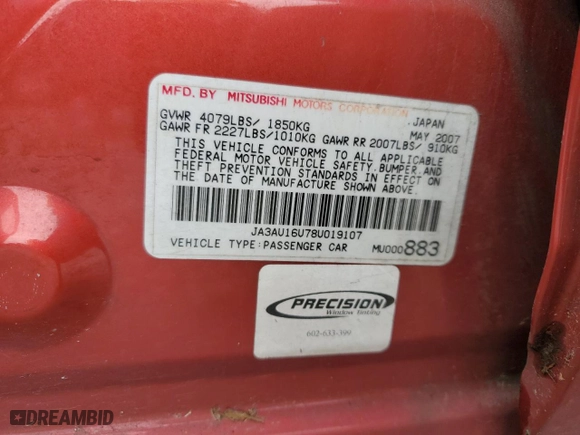 MFD. BY MITSUBISHI MOTORS CORPORATION JAPAN
GVWR 4079LBS/ 1850KG MAY 2007
GAWR FR 2227LBS/1010KG GAWR RR 2007LBS/ 910KG
THIS VEHICLE CONFORMS TO ALL APPLICABLE
FEDERAL MOTOR VEHICLE SAFETY, BUMPER, AND
THEFT PREVENTION STANDARDS IN EFFECT ON
THE DATE OF MANUFACTURE SHOWN ABOVE.
JA3AU16U78U019107
VEHICLE TYPE:PASSENGER CAR MU000883
PRECISION
Window Tinting
602-633-
DREAMBID